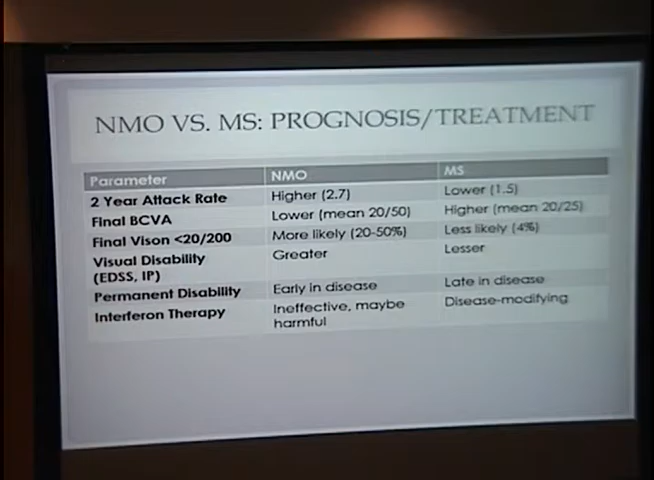 NMO VS. MS: PROGNOSIS/TREATMENT
Parameter NMO MS
2 Year Attack Rate Higher (2.7) Lower (1.5)
Final BCVA Lower (mean 20/50) Higher (mean 20/25)
Final Vison <20/200 More likely (20-50%) Less likely (4%)
Visual Disability Greater Lesser
(EDSS, IP)
Permanent Disability Early in disease Late in disease
Interferon Therapy Ineffective, maybe Disease-modifying
harmful